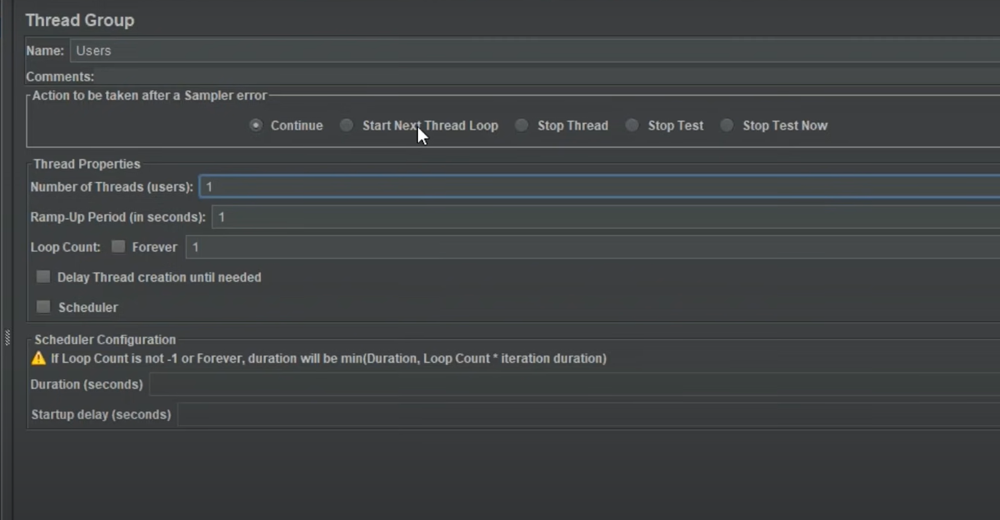 Thread Group
Name: Users
Comments:
Action to be taken after a Sampler error
Continue Start Next Thread Loop Stop Thread Stop Test Stop Test Now
Thread Properties
Number of Threads (users): 1
Ramp-Up Period (in seconds): 1
Loop Count: Forever 1
Delay Thread creation until needed
Scheduler
Scheduler Configuration
If Loop Count is not -1 or Forever, duration will be min(Duration, Loop Count * iteration duration)
Duration (seconds)
Startup delay (seconds)